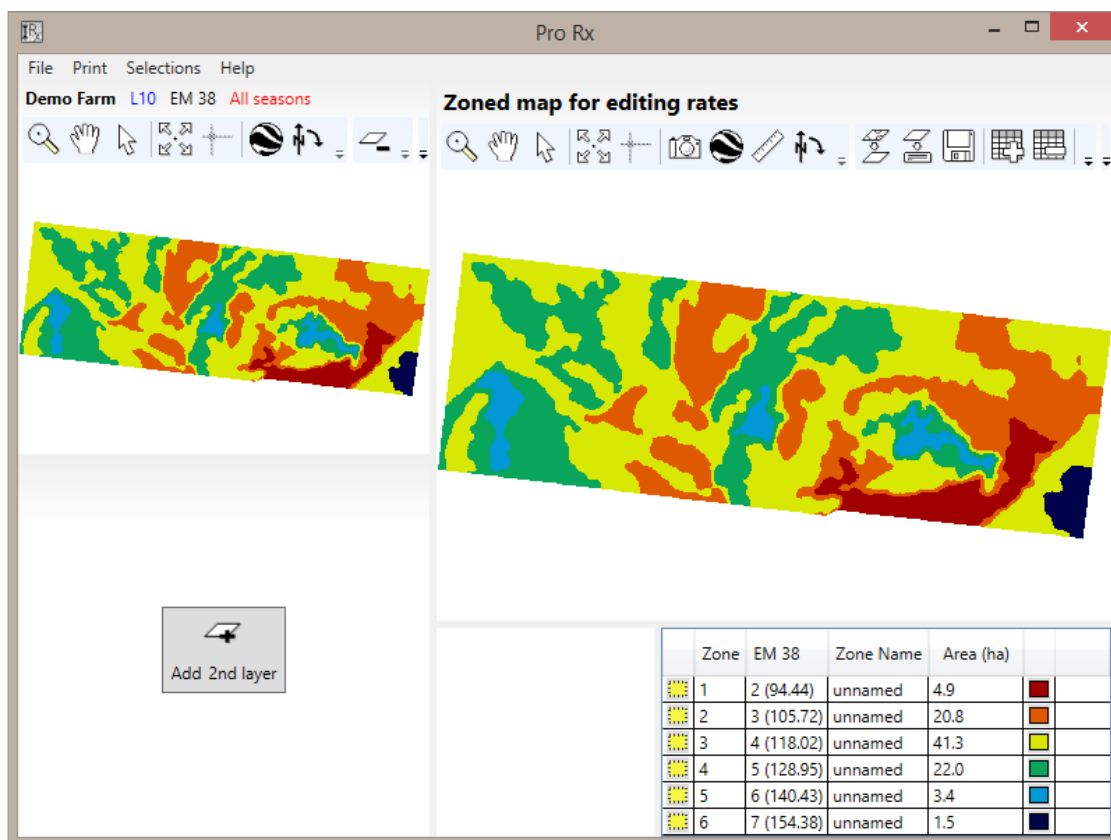 Pro Rx
File Print Selections Help
Demo Farm L10 EM 38 All seasons
Zoned map for editing rates
Add 2nd layer
Zone EM 38 Zone Name Area (ha)
1 2 (94.44) unnamed 4.9
2 3 (105.72) unnamed 20.8
3 4 (118.02) unnamed 41.3
4 5 (128.95) unnamed 22.0
5 6 (140.43) unnamed 3.4
6 7 (154.38) unnamed 1.5